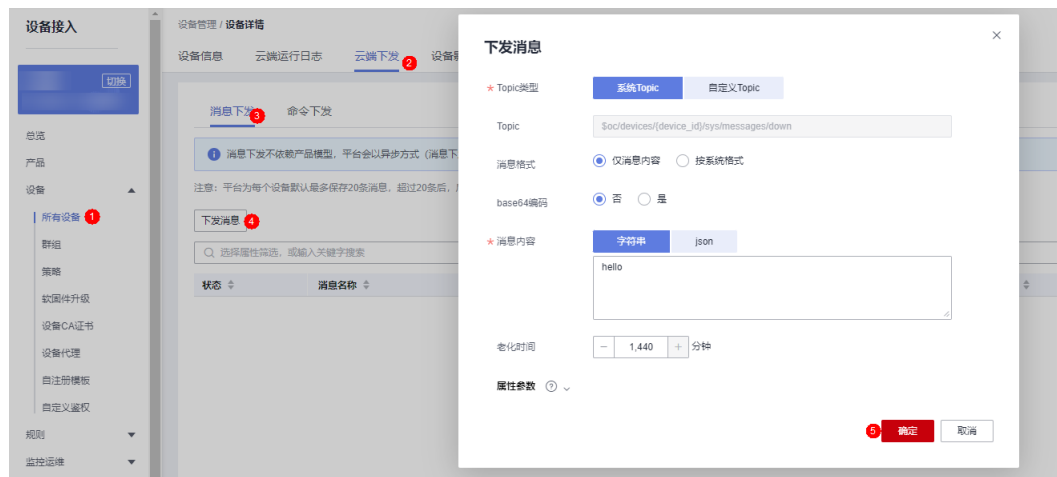 设备接入
切换
总览
产品
设备
所有设备 1
群组
策略
软固件升级
设备CA证书
设备代理
自注册模板
自定义鉴权
规则
监控运维
设备管理 / 设备详情
设备信息 云端运行日志 云端下发 2 设备
消息下发 3 命令下发
消息下发不依赖产品模型，平台会以异步方式（消息下
注意：平台为每个设备默认最多保存20条消息，超过20条后，
下发消息 4
选择属性筛选，或输入关键字搜索
状态 消息名称
下发消息
* Topic类型 系统Topic 自定义Topic
Topic $oc/devices/{device_id}/sys/messages/down
消息格式 仅消息内容 按系统格式
base64编码 否 是
* 消息内容 字符串 json
hello
老化时间 − 1,440 + 分钟
属性参数 ?
5 确定 取消